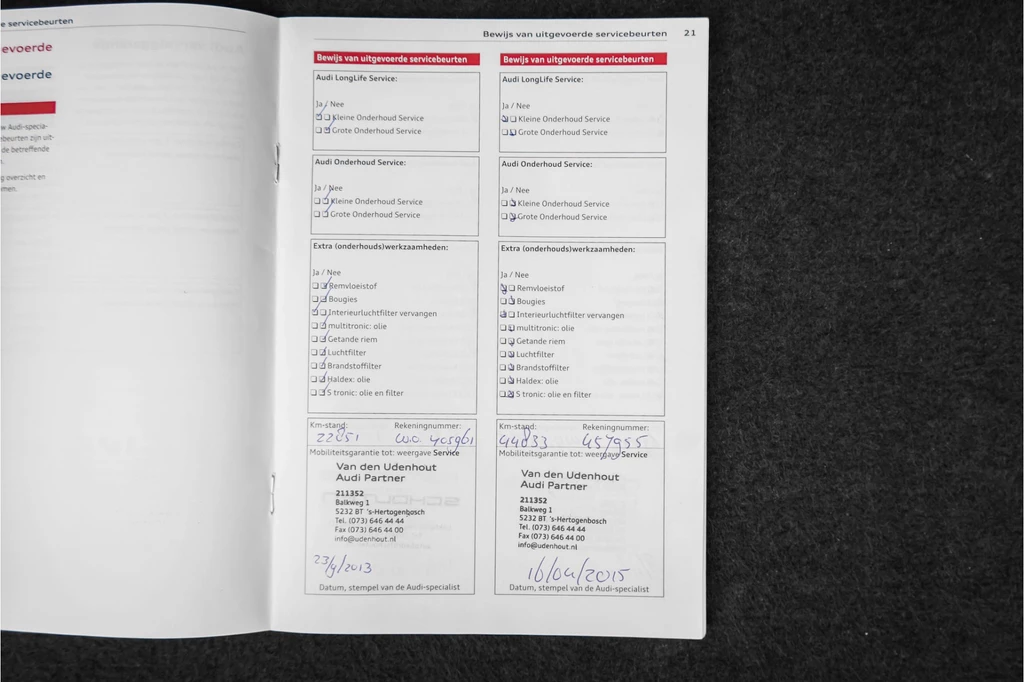 e servicebeurten
evoerde
evoerde
w Audi-specia-
beurten zijn uit-
de betreffende
g overzicht en
men.
Bewijs van uitgevoerde servicebeurten 21
Bewijs van uitgevoerde servicebeurten
Audi LongLife Service:
Ja / Nee
Kleine Onderhoud Service
Grote Onderhoud Service
Audi Onderhoud Service:
Ja / Nee
Kleine Onderhoud Service
Grote Onderhoud Service
Extra (onderhouds)werkzaamheden:
Ja / Nee
Remvloeistof
Bougies
Interieurluchtfilter vervangen
multitronic: olie
Getande riem
Luchtfilter
Brandstoffilter
Haldex: olie
S tronic: olie en filter
Km-stand: Rekeningnummer:
22851 W.O. 405961
Mobiliteitsgarantie tot: weergave Service
Van den Udenhout
Audi Partner
211352
Balkweg 1
5232 BT 's-Hertogenbosch
Tel. (073) 646 44 44
Fax (073) 646 44 00
info@udenhout.nl
23/4/2013
Datum, stempel van de Audi-specialist
Bewijs van uitgevoerde servicebeurten
Audi LongLife Service:
Ja / Nee
Kleine Onderhoud Service
Grote Onderhoud Service
Audi Onderhoud Service:
Ja / Nee
Kleine Onderhoud Service
Grote Onderhoud Service
Extra (onderhouds)werkzaamheden:
Ja / Nee
Remvloeistof
Bougies
Interieurluchtfilter vervangen
multitronic: olie
Getande riem
Luchtfilter
Brandstoffilter
Haldex: olie
S tronic: olie en filter
Km-stand: Rekeningnummer:
44833 457955
Mobiliteitsgarantie tot: weergave Service
Van den Udenhout
Audi Partner
211352
Balkweg 1
5232 BT 's-Hertogenbosch
Tel. (073) 646 44 44
Fax (073) 646 44 00
info@udenhout.nl
16/04/2015
Datum, stempel van de Audi-specialist